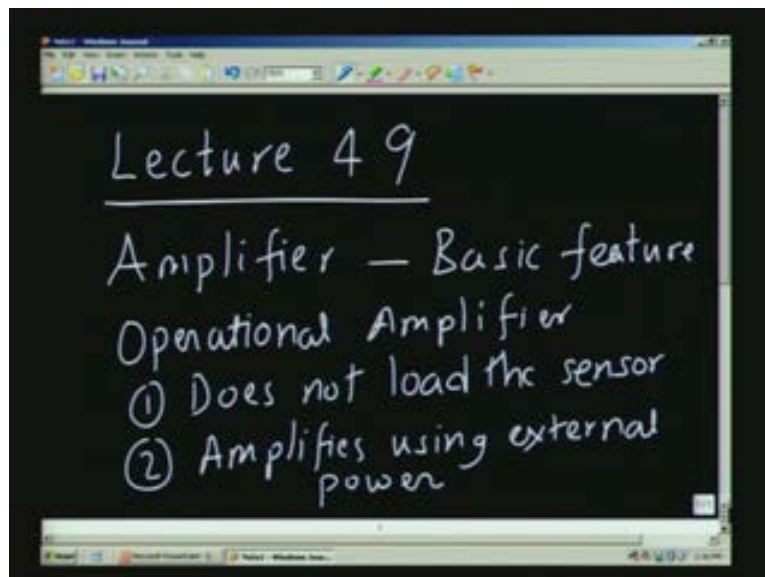 Lecture 49
Amplifier — Basic feature
Operational Amplifier
① Does not load the sensor
② Amplifies using external
power